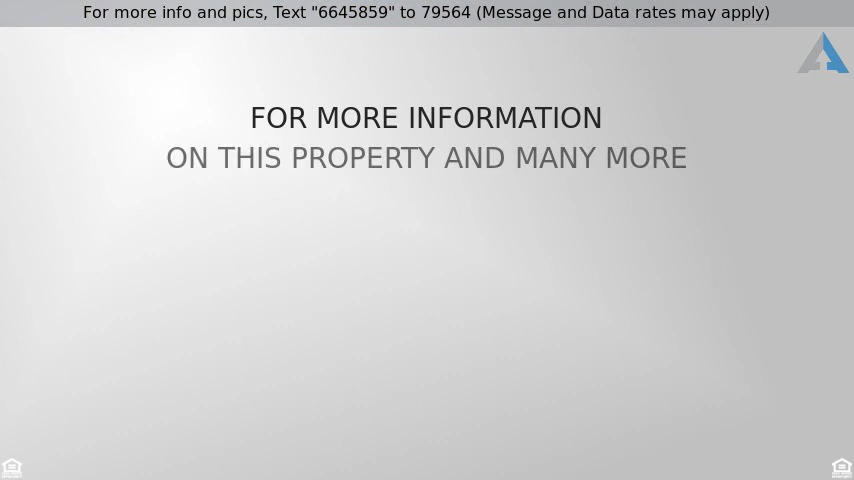 For more info and pics, Text "6645859" to 79564 (Message and Data rates may apply)
FOR MORE INFORMATION
ON THIS PROPERTY AND MANY MORE